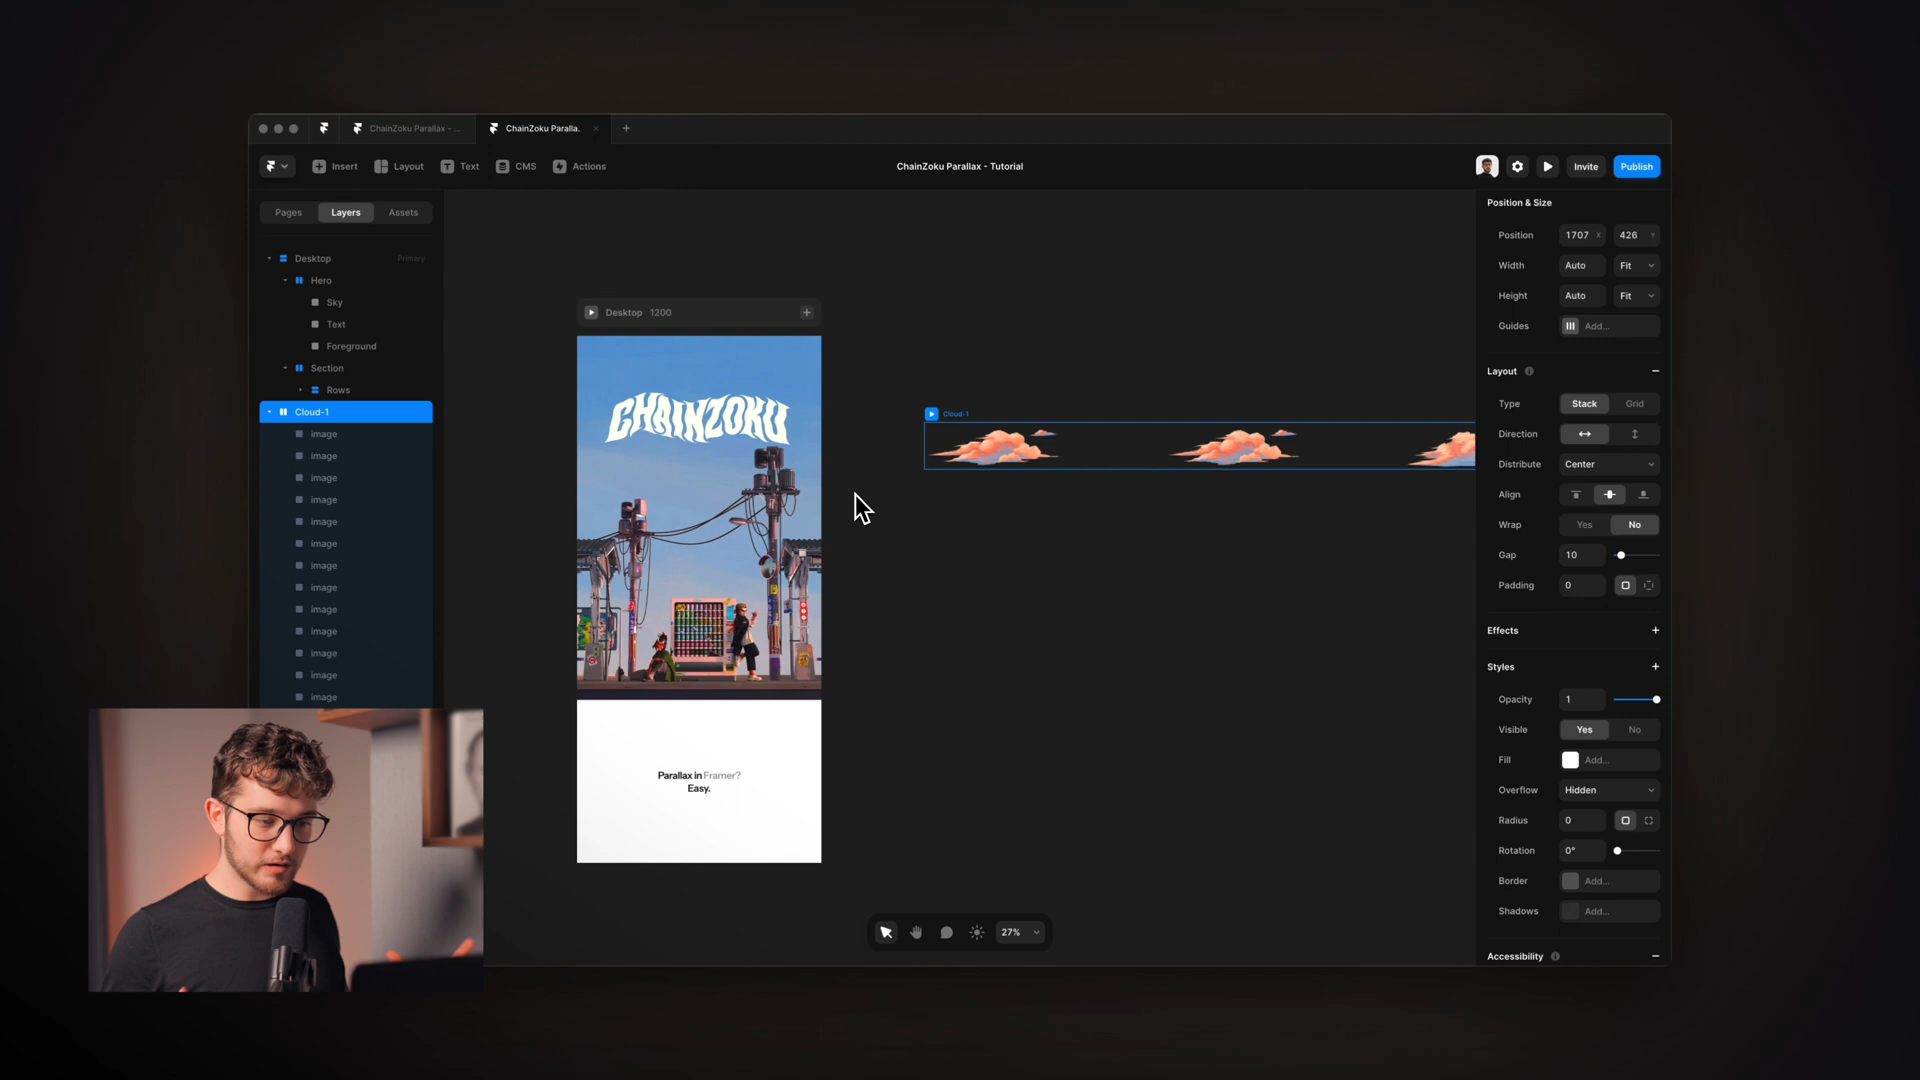 ChainZoku Parallax - ...
ChainZoku Paralla.
Insert
Layout
Text
CMS
Actions
ChainZoku Parallax - Tutorial
Invite
Publish
Pages
Layers
Assets
Desktop
Primary
Hero
Sky
Text
Foreground
Section
Rows
Cloud-1
image
image
image
image
image
image
image
image
image
image
image
image
image
Desktop 1200
CHAINZOKU
Parallax in Framer?
Easy.
Cloud-1
27%
Position & Size
Position 1707 X 426 Y
Width Auto Fit
Height Auto Fit
Guides Add...
Layout
Type Stack Grid
Direction
Distribute Center
Align
Wrap Yes No
Gap 10
Padding 0
Effects
Styles
Opacity 1
Visible Yes No
Fill Add...
Overflow Hidden
Radius 0
Rotation 0°
Border Add...
Shadows Add...
Accessibility